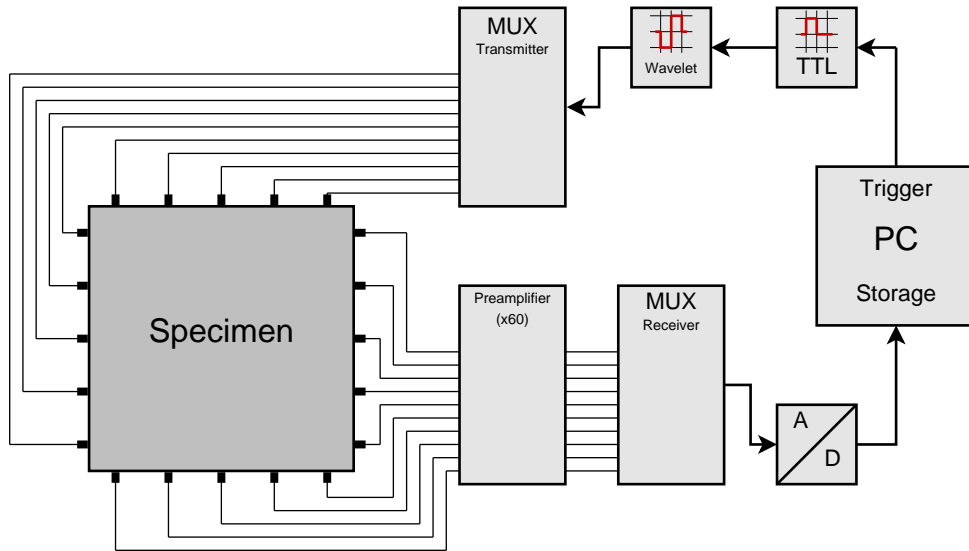 MUX
Transmitter
Wavelet
TTL
Trigger
PC
Storage
Specimen
Preamplifier
(x60)
MUX
Receiver
A
D